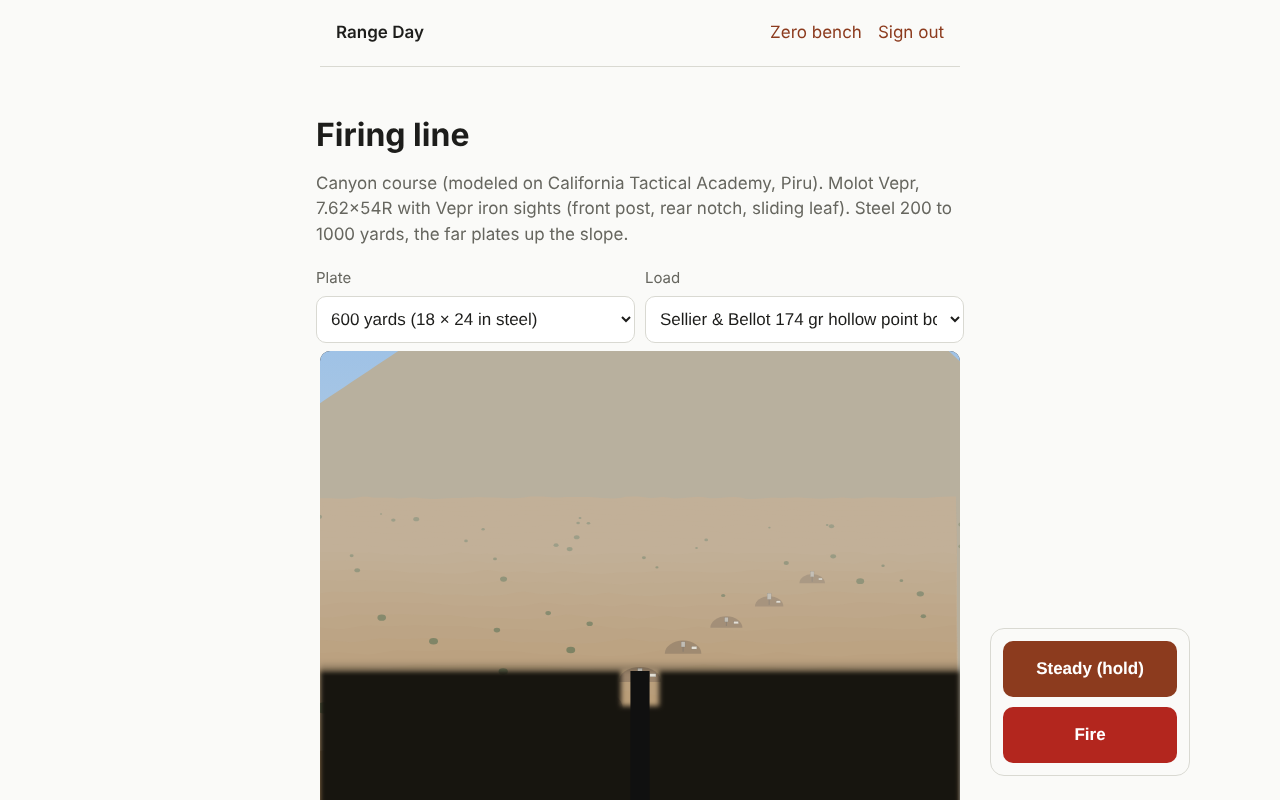 Range Day
Zero bench
Sign out
Firing line
Canyon course (modeled on California Tactical Academy, Piru). Molot Vepr,
7.62×54R with Vepr iron sights (front post, rear notch, sliding leaf). Steel 200 to
1000 yards, the far plates up the slope.
Plate
Load
600 yards (18 × 24 in steel)
Sellier & Bellot 174 gr hollow point
Steady (hold)
Fire